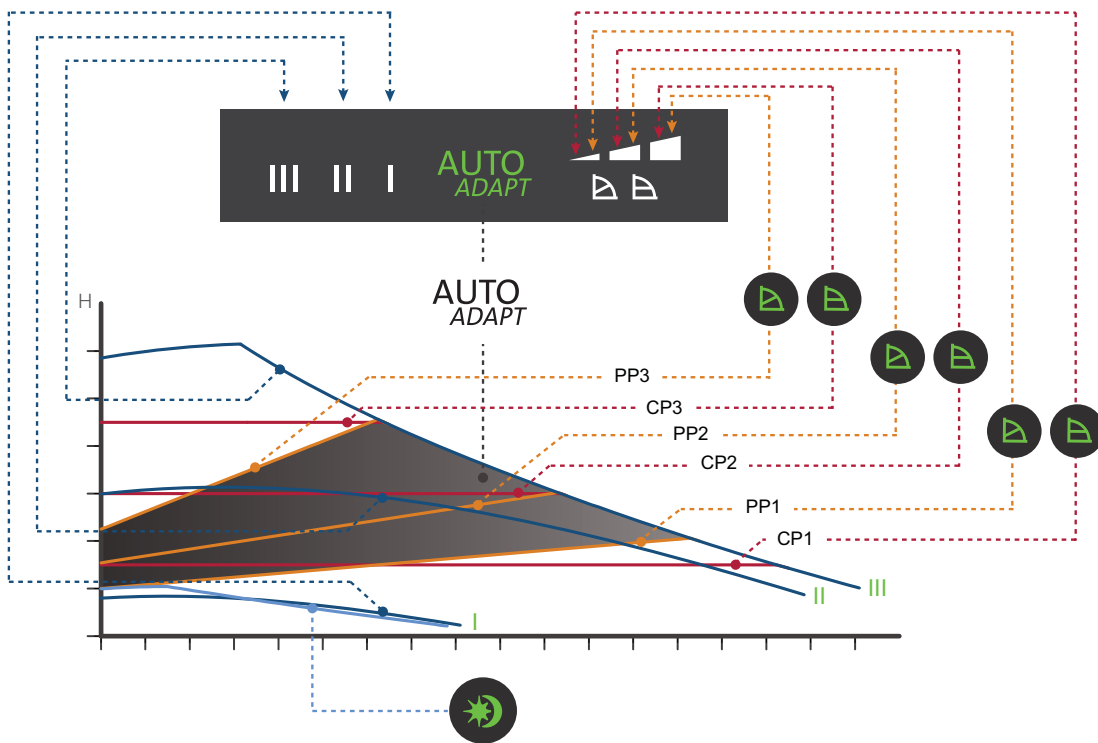 III II I
AUTO
ADAPT
AUTO
ADAPT
H
PP3
CP3
PP2
CP2
PP1
CP1
III
II
I